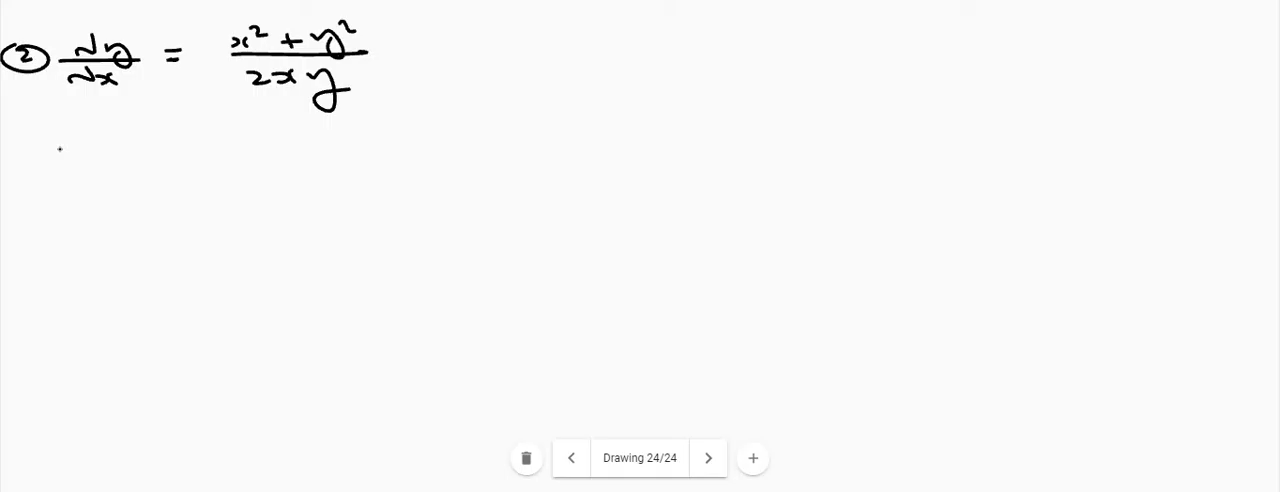 ② dy/dx = x² + y² / 2xy
Drawing 24/24